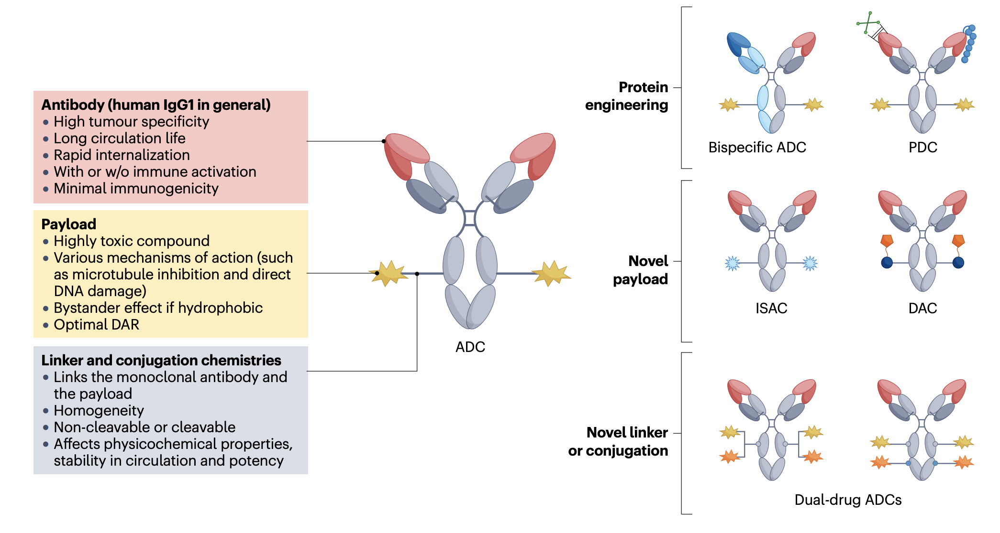 Antibody (human IgG1 in general)
• High tumour specificity
• Long circulation life
• Rapid internalization
• With or w/o immune activation
• Minimal immunogenicity
Payload
• Highly toxic compound
• Various mechanisms of action (such
as microtubule inhibition and direct
DNA damage)
• Bystander effect if hydrophobic
• Optimal DAR
Linker and conjugation chemistries
• Links the monoclonal antibody and
the payload
• Homogeneity
• Non-cleavable or cleavable
• Affects physicochemical properties,
stability in circulation and potency
ADC
Protein
engineering
Bispecific ADC
PDC
Novel
payload
ISAC
DAC
Novel linker
or conjugation
Dual-drug ADCs